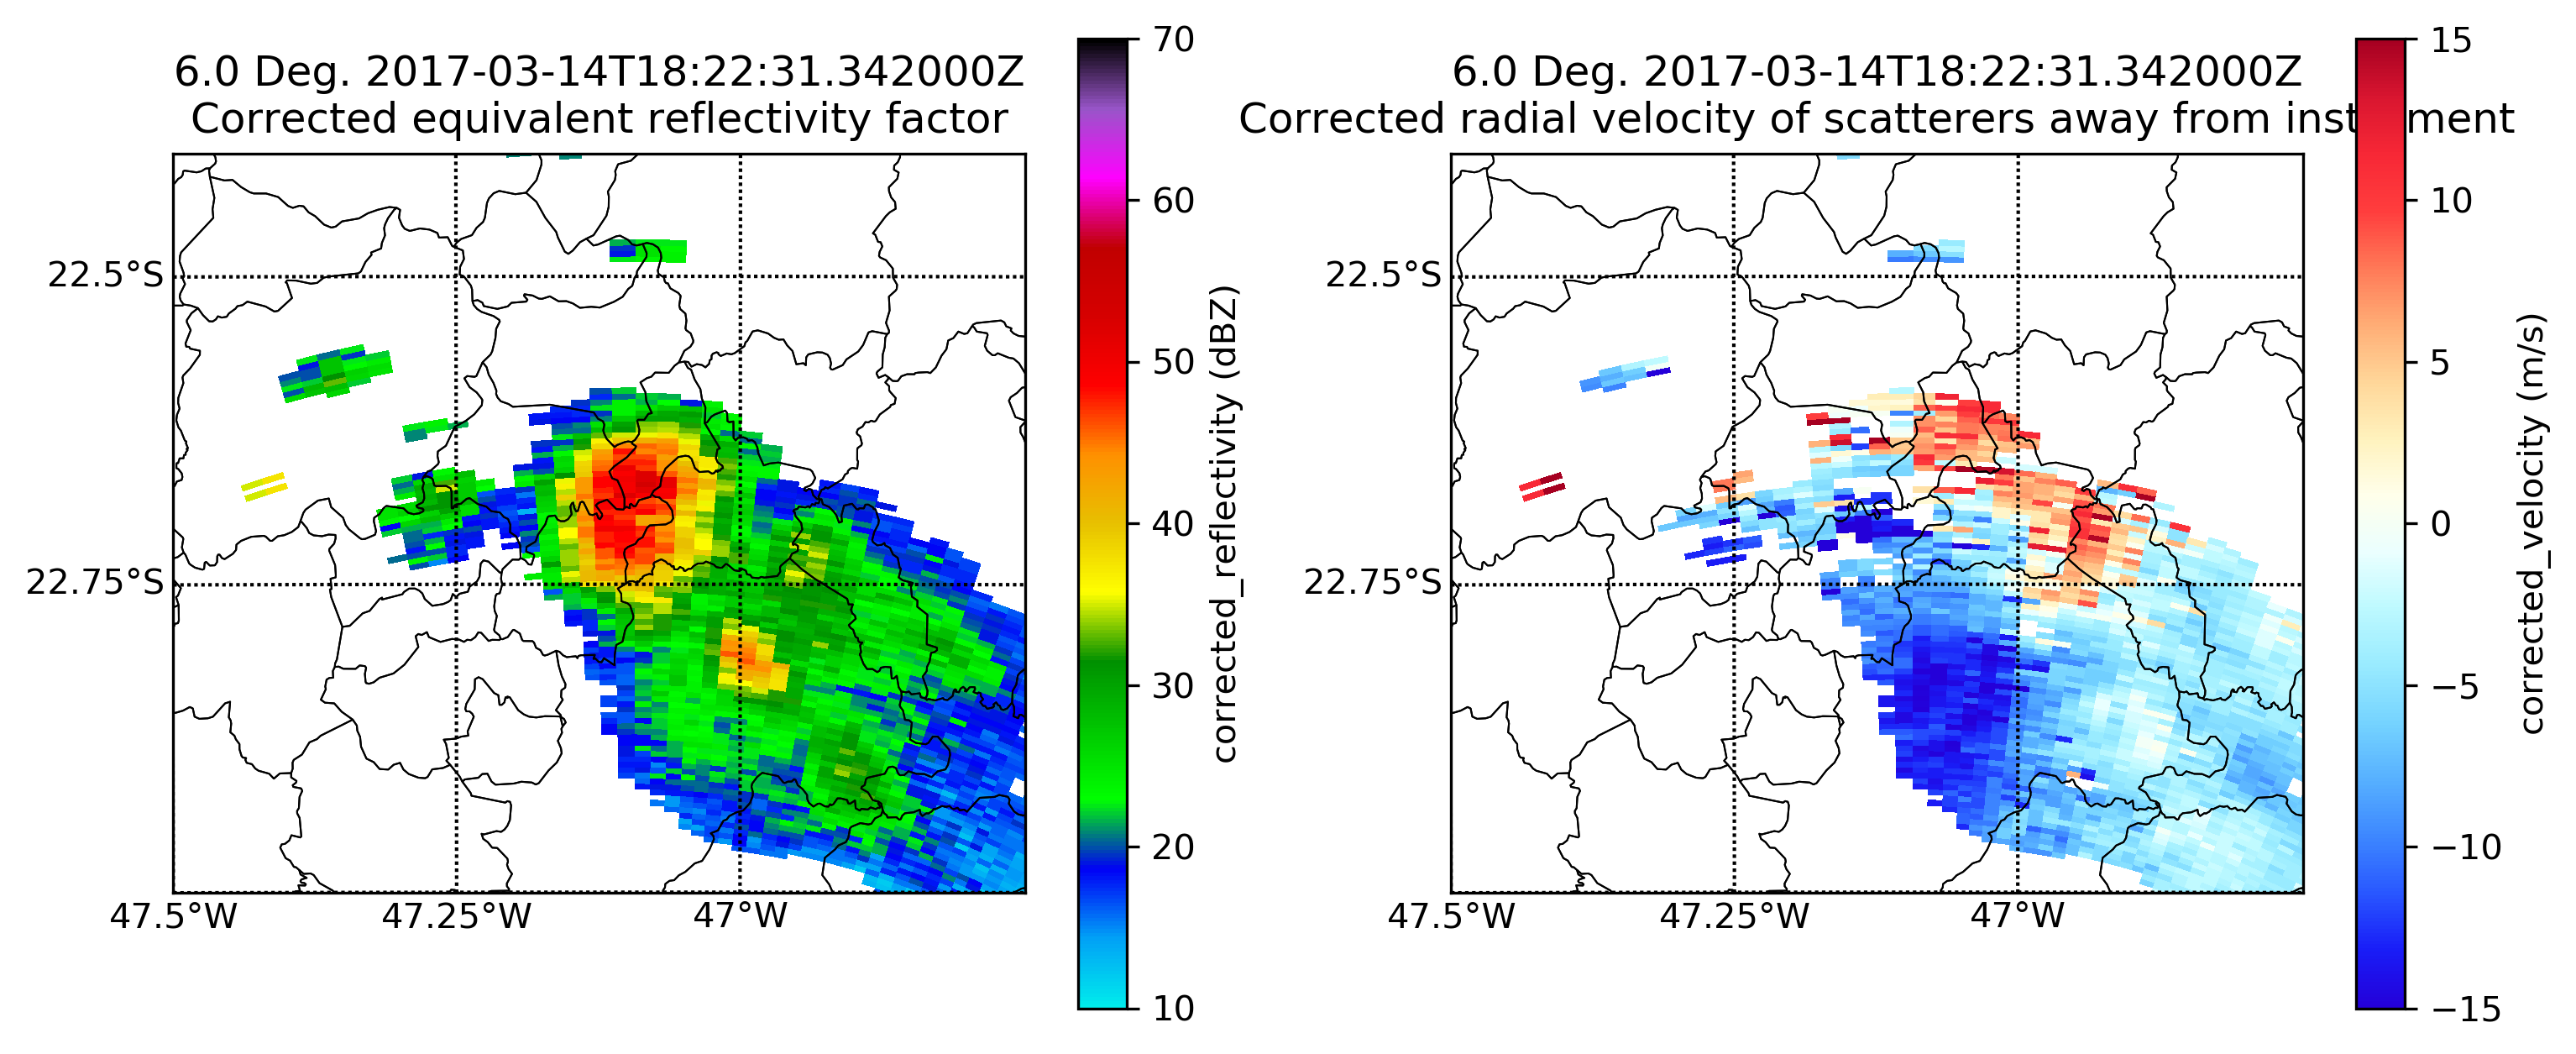 6.0 Deg. 2017-03-14T18:22:31.342000Z
Corrected equivalent reflectivity factor
22.5°S
22.75°S
47.5°W
47.25°W
47°W
70
60
50
40
30
20
10
corrected_reflectivity (dBZ)
6.0 Deg. 2017-03-14T18:22:31.342000Z
Corrected radial velocity of scatterers away from inst ment
22.5°S
22.75°S
47.5°W
47.25°W
47°W
15
10
5
0
−5
−10
−15
corrected_velocity (m/s)